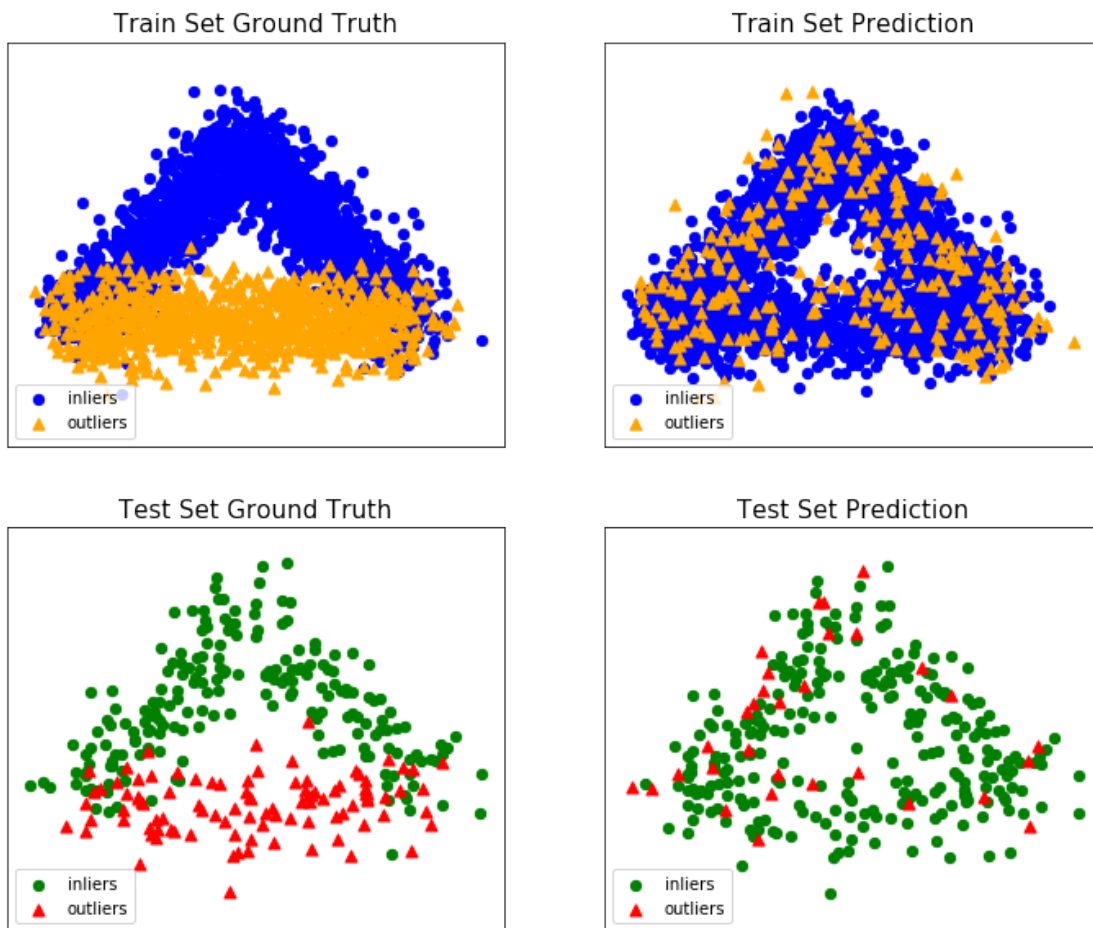 Train Set Ground Truth
Train Set Prediction
inliers
outliers
inliers
outliers
Test Set Ground Truth
Test Set Prediction
inliers
outliers
inliers
outliers